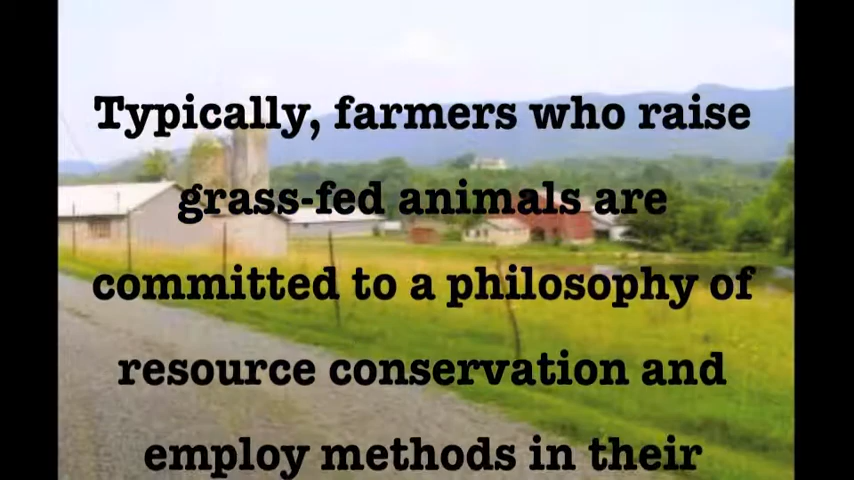 Typically, farmers who raise
grass-fed animals are
committed to a philosophy of
resource conservation and
employ methods in their